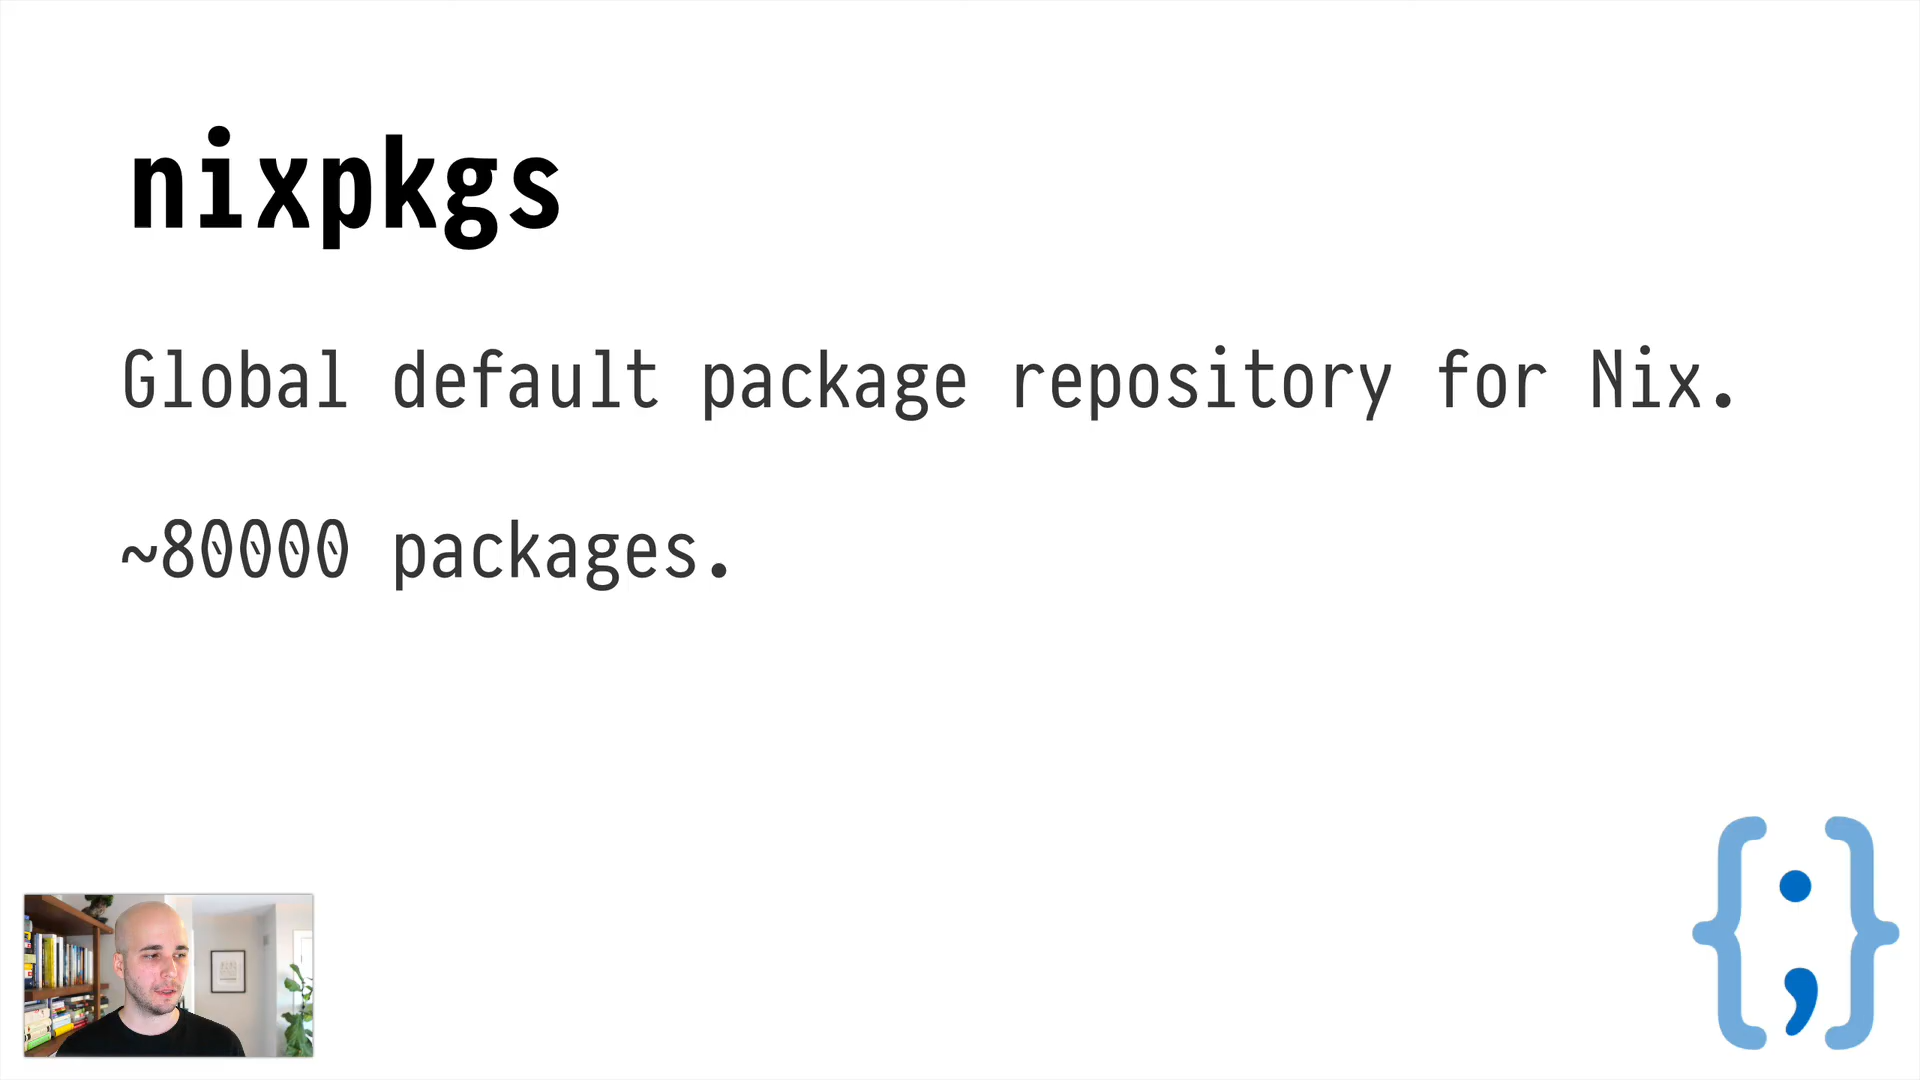 nixpkgs
Global default package repository for Nix.
~80000 packages.